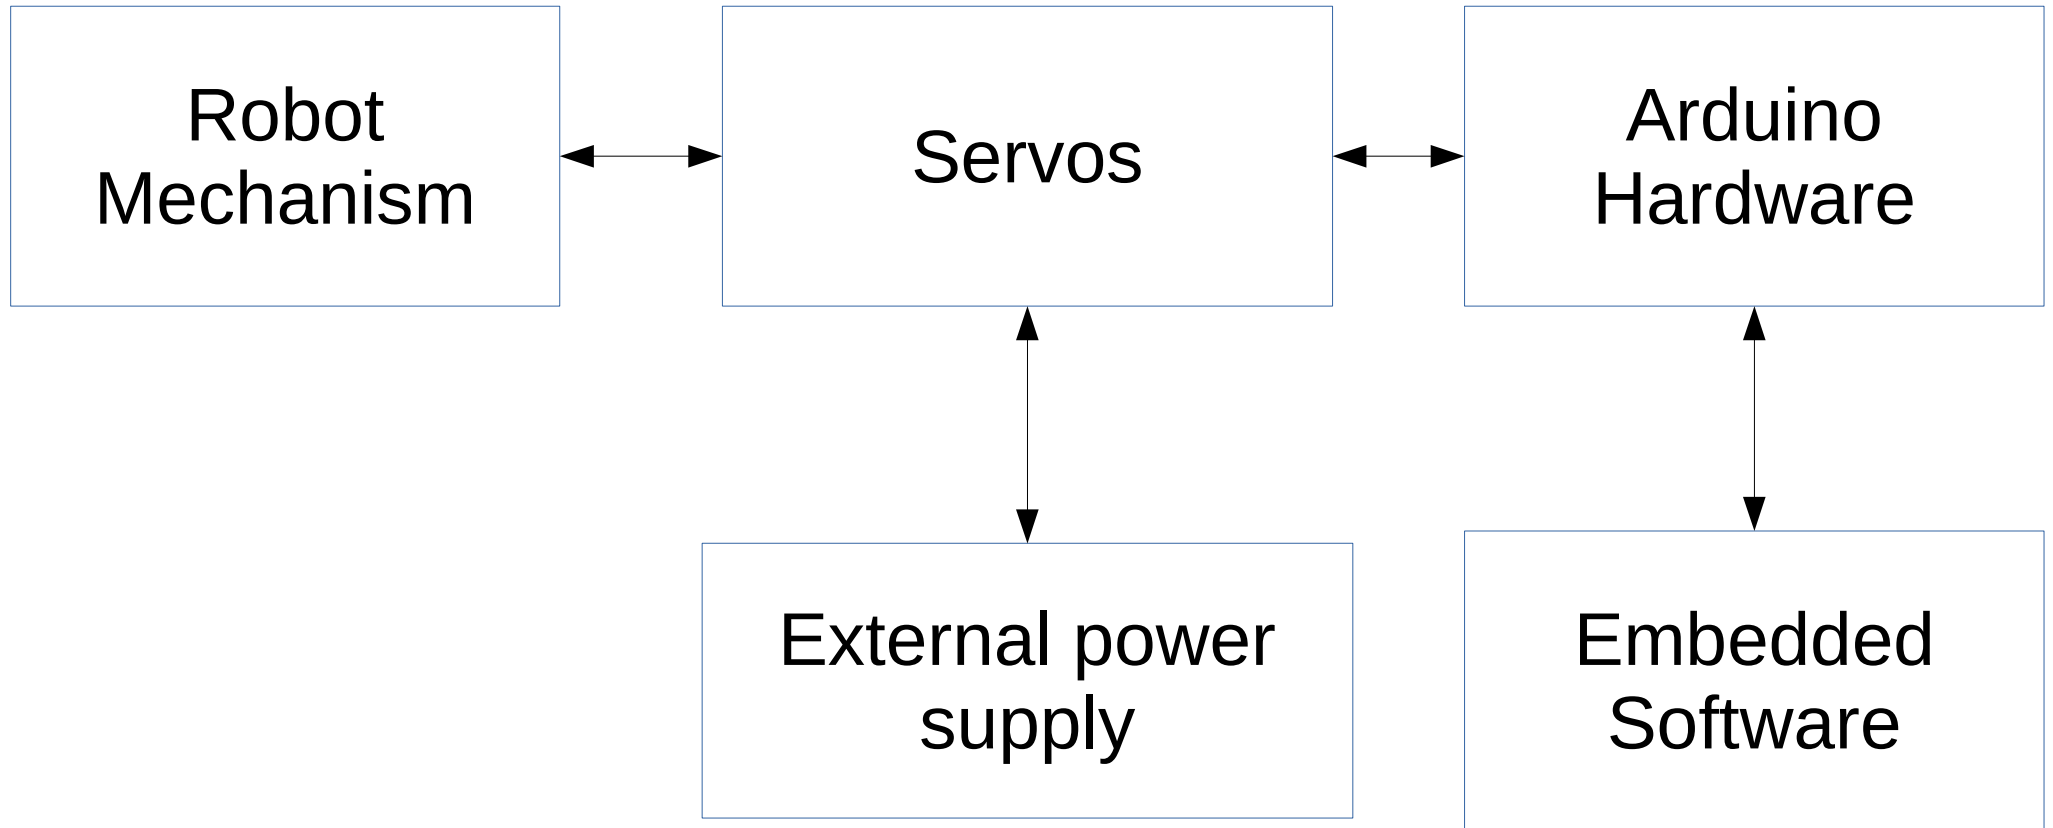 Robot
Mechanism
Servos
Arduino
Hardware
External power
supply
Embedded
Software